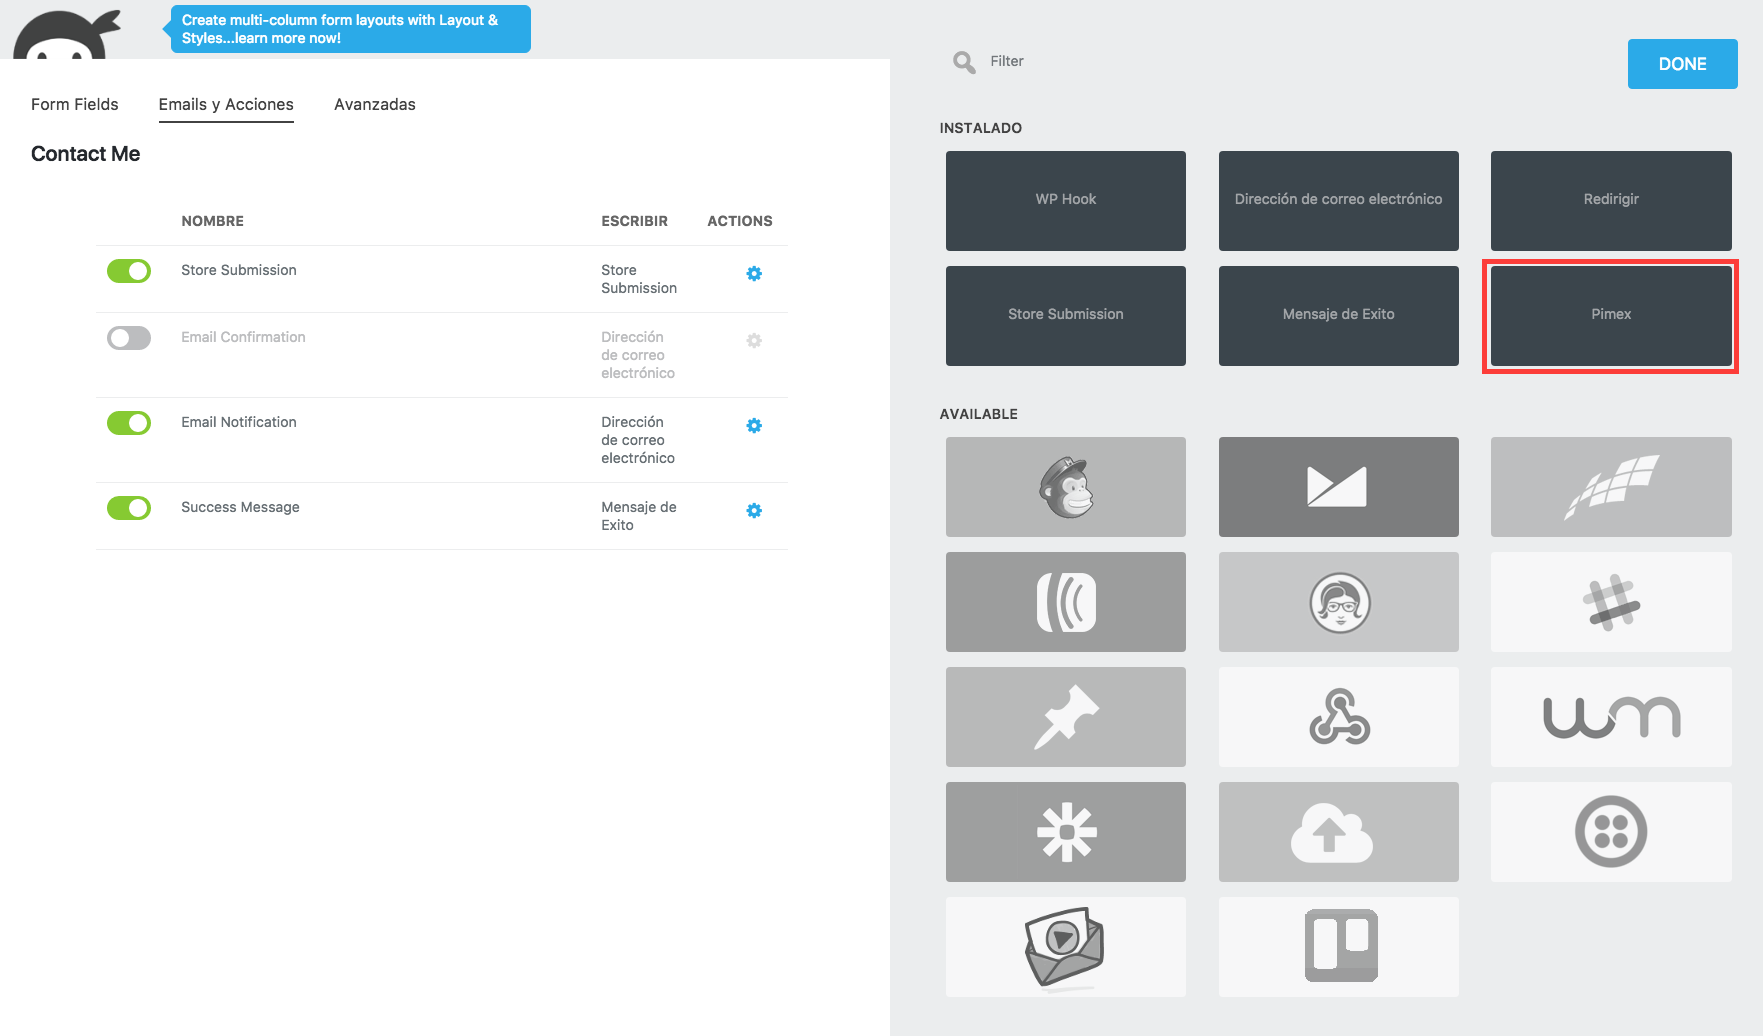 Create multi-column form layouts with Layout &
Styles...learn more now!
Form Fields
Emails y Acciones
Avanzadas
Contact Me
NOMBRE
ESCRIBIR
ACTIONS
Store Submission
Store
Submission
Email Confirmation
Dirección
de correo
electrónico
Email Notification
Dirección
de correo
electrónico
Success Message
Mensaje de
Exito
Filter
DONE
INSTALADO
WP Hook
Dirección de correo electrónico
Redirigir
Store Submission
Mensaje de Exito
Pimex
AVAILABLE
wm